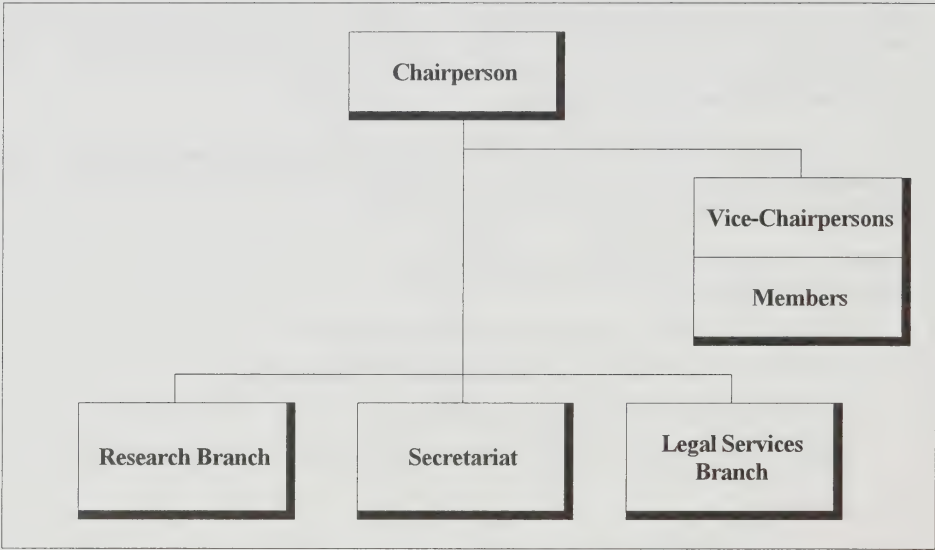 Chairperson
Vice-Chairpersons
Members
Research Branch
Secretariat
Legal Services
Branch